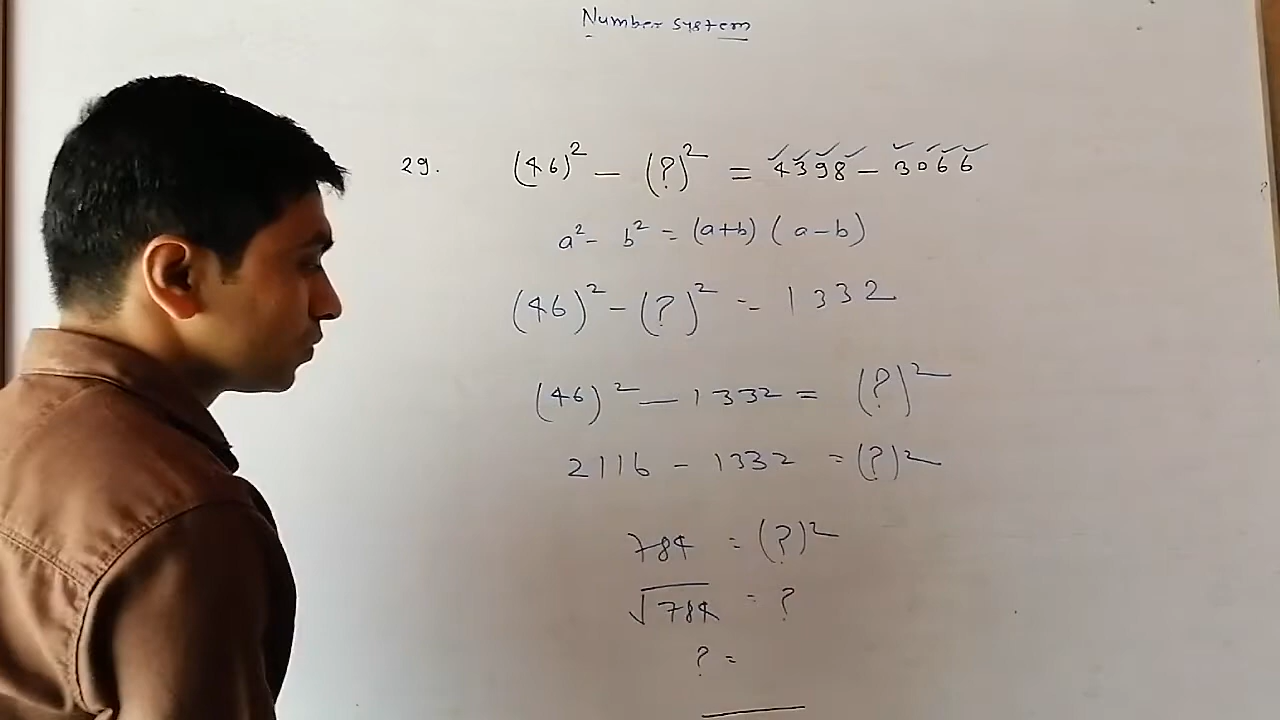 Number system
29. (46)² – (?)² = 4398 – 3066
a² - b² = (a+b) (a-b)
(46)² - (?)² = 1332
(46)² – 1332 = (?)²
2116 - 1332 = (?)²
784 = (?)²
√784 = ?
? =